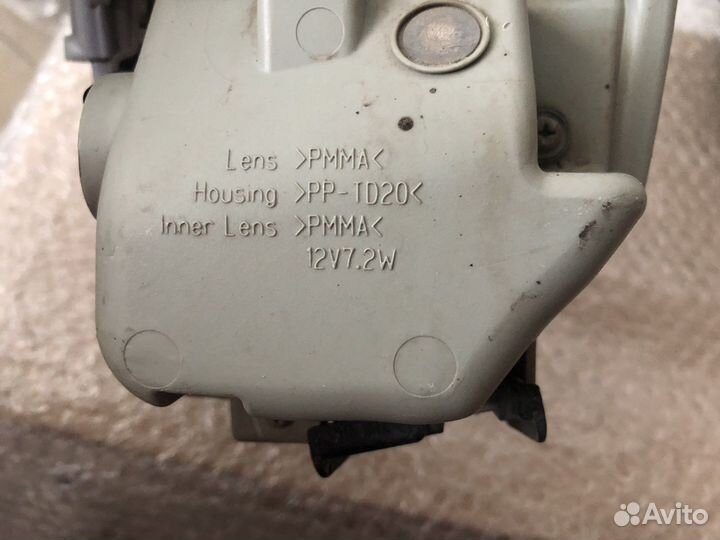 Lens >PMMA<
Housing >PP-TD20<
Inner Lens >PMMA<
12V7.2W
Avito